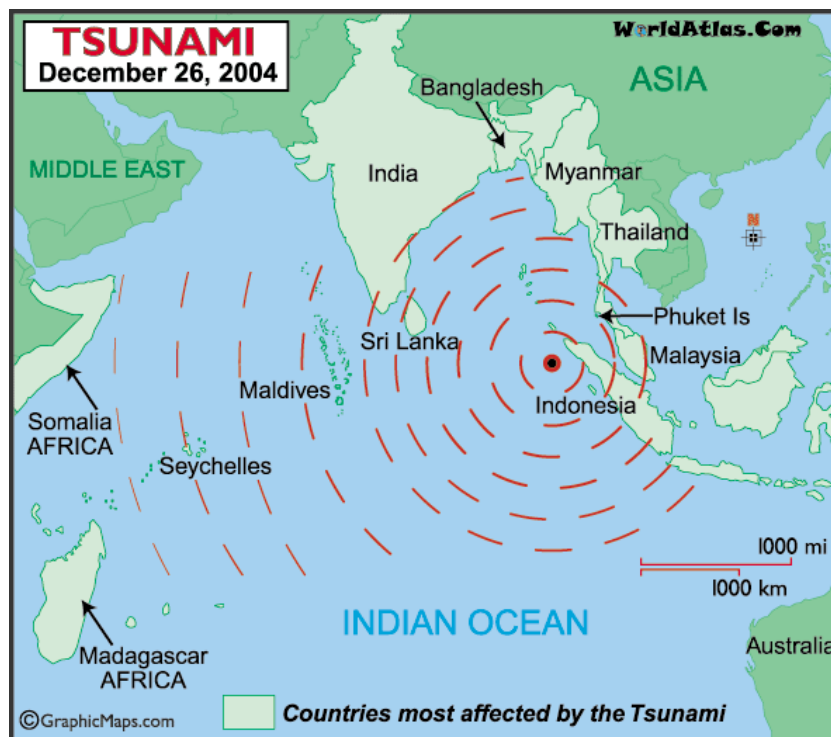 TSUNAMI
December 26, 2004
WorldAtlas.Com
ASIA
Bangladesh
MIDDLE EAST
India
Myanmar
N
Thailand
Phuket Is
Sri Lanka
Malaysia
Maldives
Indonesia
Somalia
AFRICA
Seychelles
1000 mi
1000 km
INDIAN OCEAN
Australia
Madagascar
AFRICA
Countries most affected by the Tsunami
©GraphicMaps.com